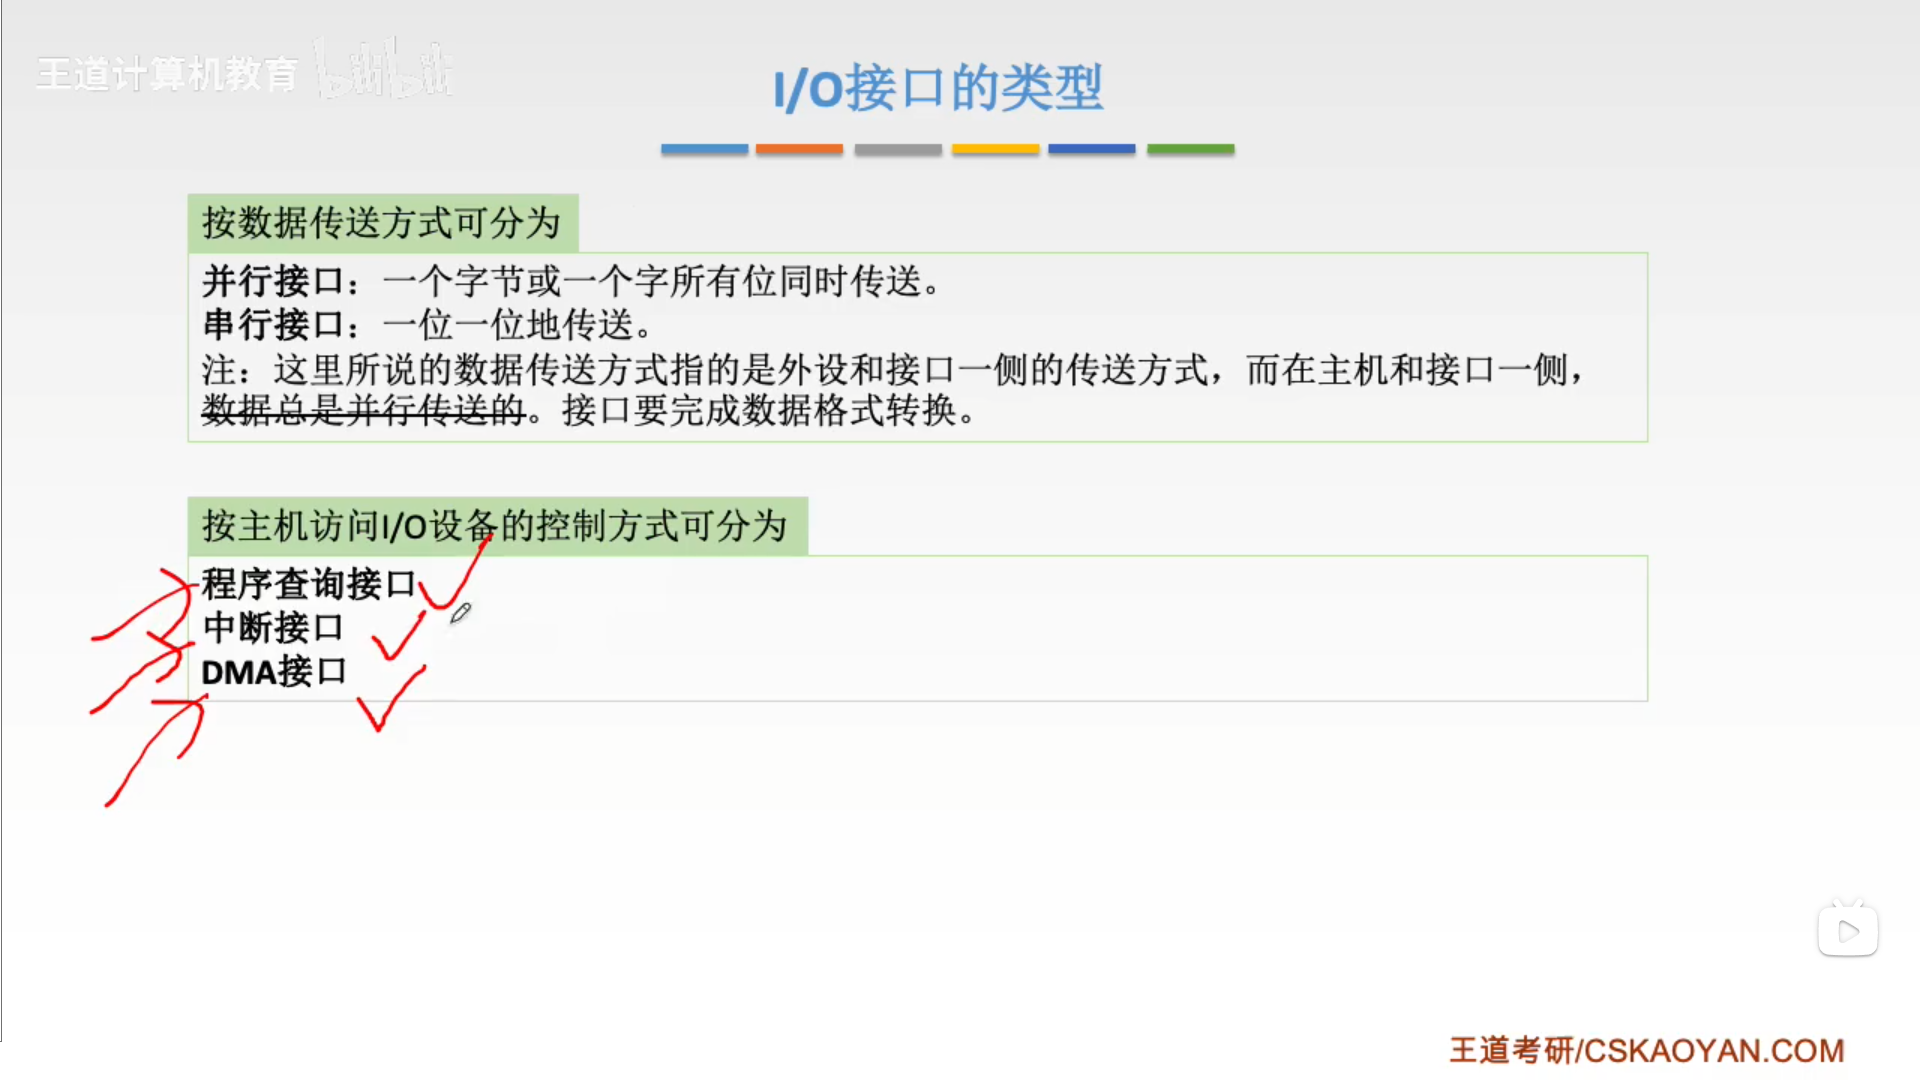 王道计算机教育 bilibili
I/O接口的类型
按数据传送方式可分为
并行接口：一个字节或一个字所有位同时传送。
串行接口：一位一位地传送。
注：这里所说的数据传送方式指的是外设和接口一侧的传送方式，而在主机和接口一侧，
数据总是并行传送的。接口要完成数据格式转换。
按主机访问I/O设备的控制方式可分为
程序查询接口
中断接口
DMA接口
王道考研/CSKAOYAN.COM